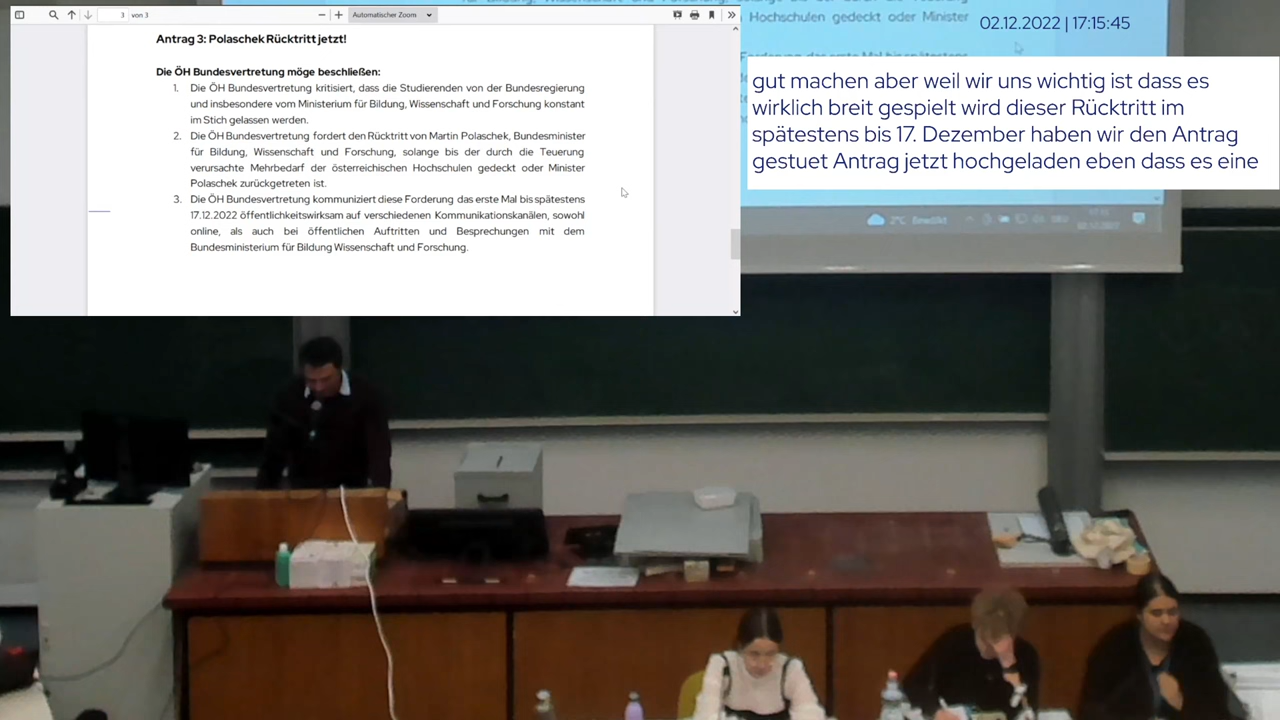 3 von 3
Automatischer Zoom
Antrag 3: Polaschek Rücktritt jetzt!
Die ÖH Bundesvertretung möge beschließen:
1. Die ÖH Bundesvertretung kritisiert, dass die Studierenden von der Bundesregierung
und insbesondere vom Ministerium für Bildung, Wissenschaft und Forschung konstant
im Stich gelassen werden.
2. Die ÖH Bundesvertretung fordert den Rücktritt von Martin Polaschek, Bundesminister
für Bildung, Wissenschaft und Forschung, solange bis der durch die Teuerung
verursachte Mehrbedarf der österreichischen Hochschulen gedeckt oder Minister
Polaschek zurückgetreten ist.
3. Die ÖH Bundesvertretung kommuniziert diese Forderung das erste Mal bis spätestens
17.12.2022 öffentlichkeitswirksam auf verschiedenen Kommunikationskanälen, sowohl
online, als auch bei öffentlichen Auftritten und Besprechungen mit dem
Bundesministerium für Bildung Wissenschaft und Forschung.
Hochschulen gedeckt oder Minister
02.12.2022 | 17:15:45
gut machen aber weil wir uns wichtig ist dass es
wirklich breit gespielt wird dieser Rücktritt im
spätestens bis 17. Dezember haben wir den Antrag
gestuet Antrag jetzt hochgeladen eben dass es eine
2°C Bewölkt